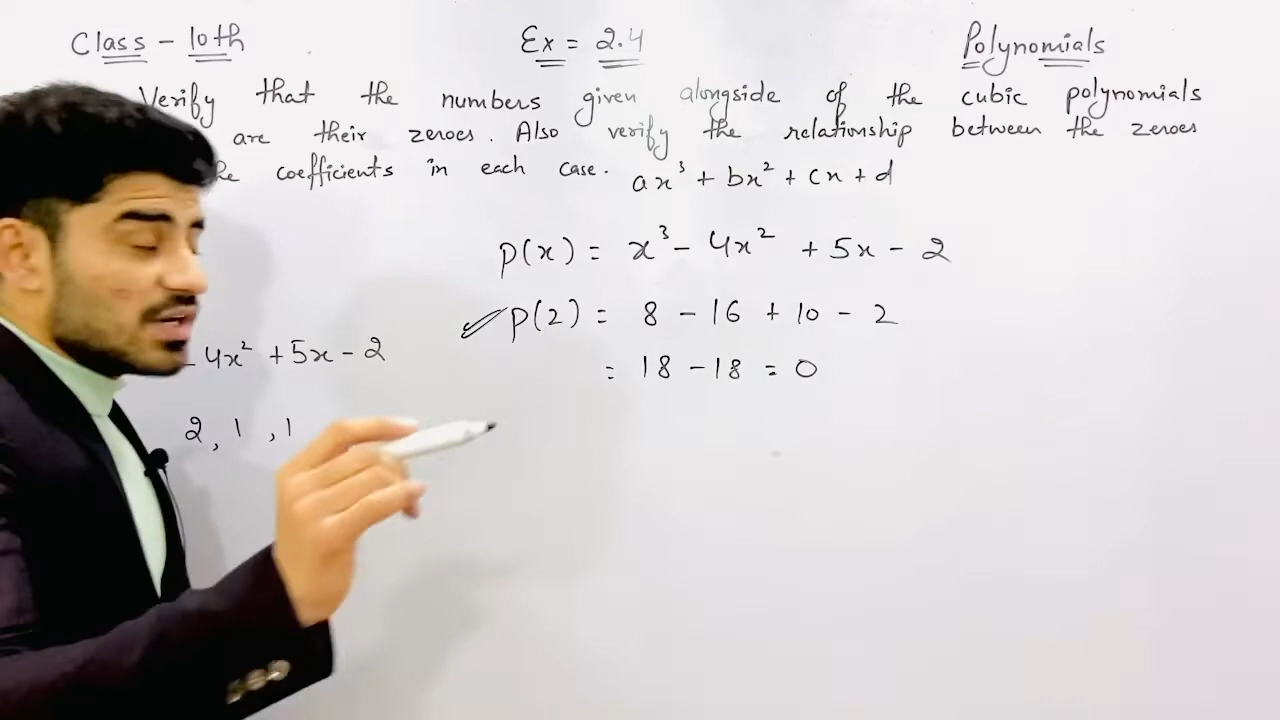 Class - 10th Ex = 2.4 Polynomials
Verify that the numbers given alongside of the cubic polynomials
are their zeroes. Also verify the relationship between the zeroes
coefficients in each case. ax³ + bx² + cx + d
p(x) = x³ - 4x² + 5x - 2
p(2) = 8 - 16 + 10 - 2
- 4x² + 5x - 2
= 18 - 18 = 0
2, 1, 1